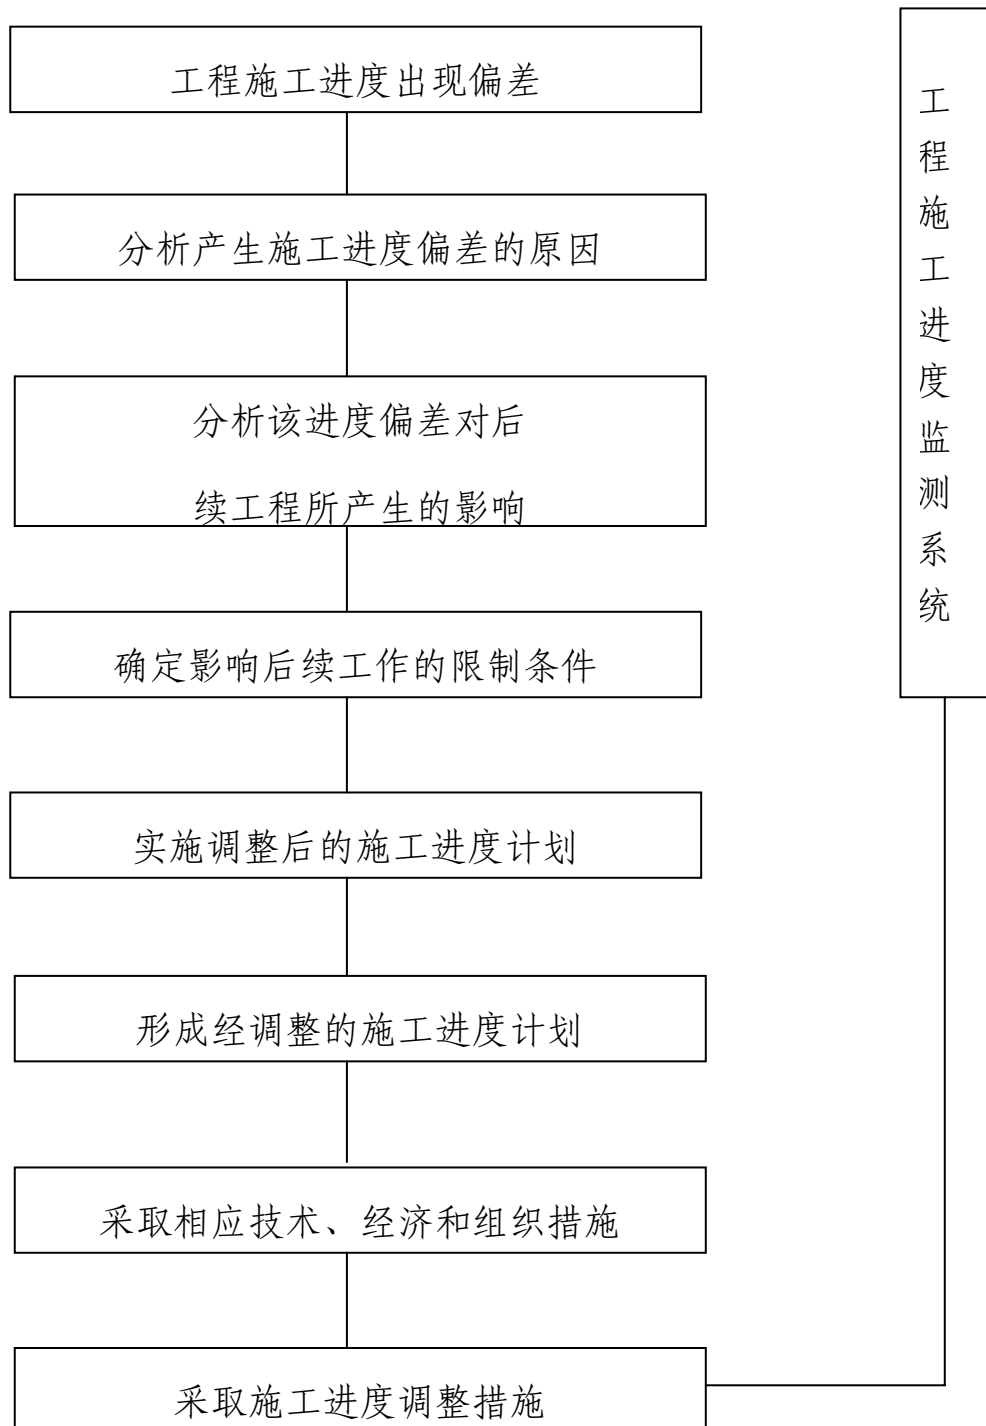 工程施工进度出现偏差
分析产生施工进度偏差的原因
分析该进度偏差对后
续工程所产生的影响
确定影响后续工作的限制条件
实施调整后的施工进度计划
形成经调整的施工进度计划
采取相应技术、经济和组织措施
采取施工进度调整措施
工程施工进度监测系统